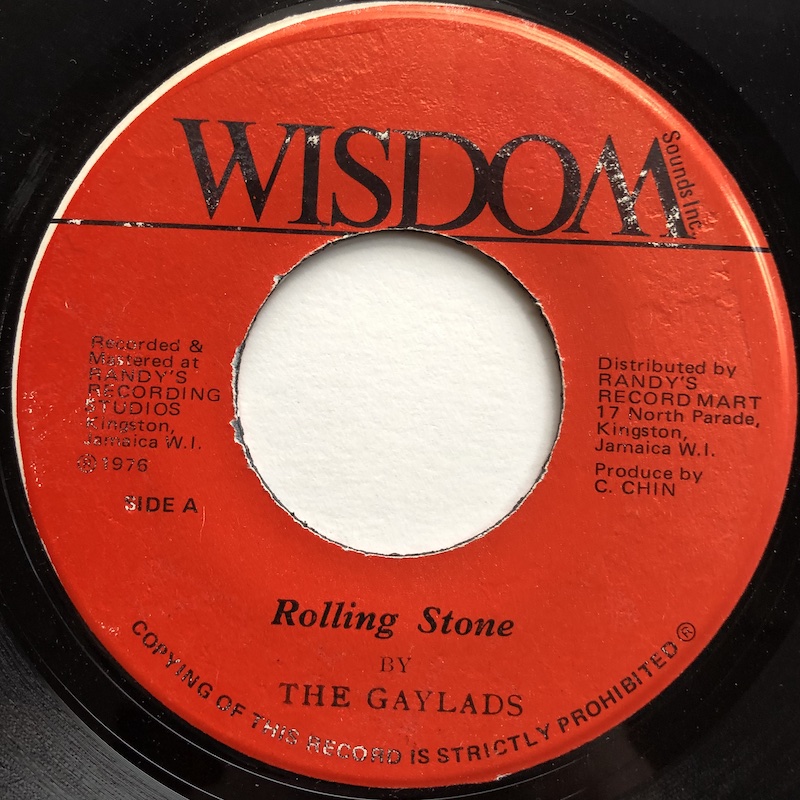 WISDOM
Sounds Inc.
Recorded &
Mastered at
RANDY'S
RECORDING
STUDIOS
Kingston,
Jamaica W.I.
© 1976
SIDE A
Distributed by
RANDY'S
RECORD MART
17 North Parade,
Kingston,
Jamaica W.I.
Produce by
C. CHIN
Rolling Stone
BY
THE GAYLADS
COPYING OF THIS RECORD IS STRICTLY PROHIBITED ®